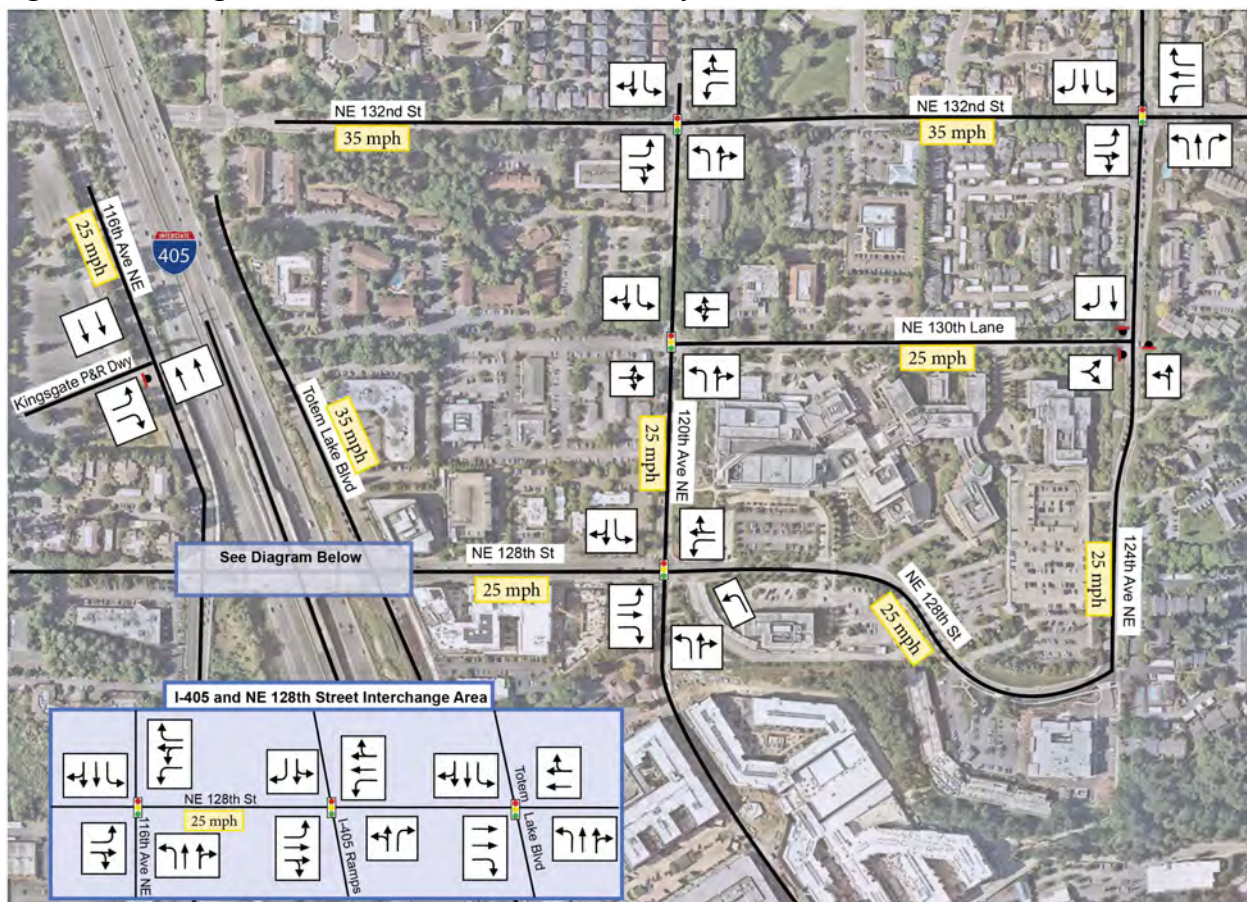 NE 132nd St
35 mph
NE 132nd St
35 mph
116th Ave NE
25 mph
INTERSTATE
405
Kingsgate P&R Dwy
Totem Lake Blvd
35 mph
NE 130th Lane
25 mph
120th Ave NE
25 mph
See Diagram Below
NE 128th St
25 mph
NE 128th St
25 mph
124th Ave NE
25 mph
I-405 and NE 128th Street Interchange Area
NE 128th St
25 mph
116th Ave NE
I-405 Ramps
Totem
Lake Blvd